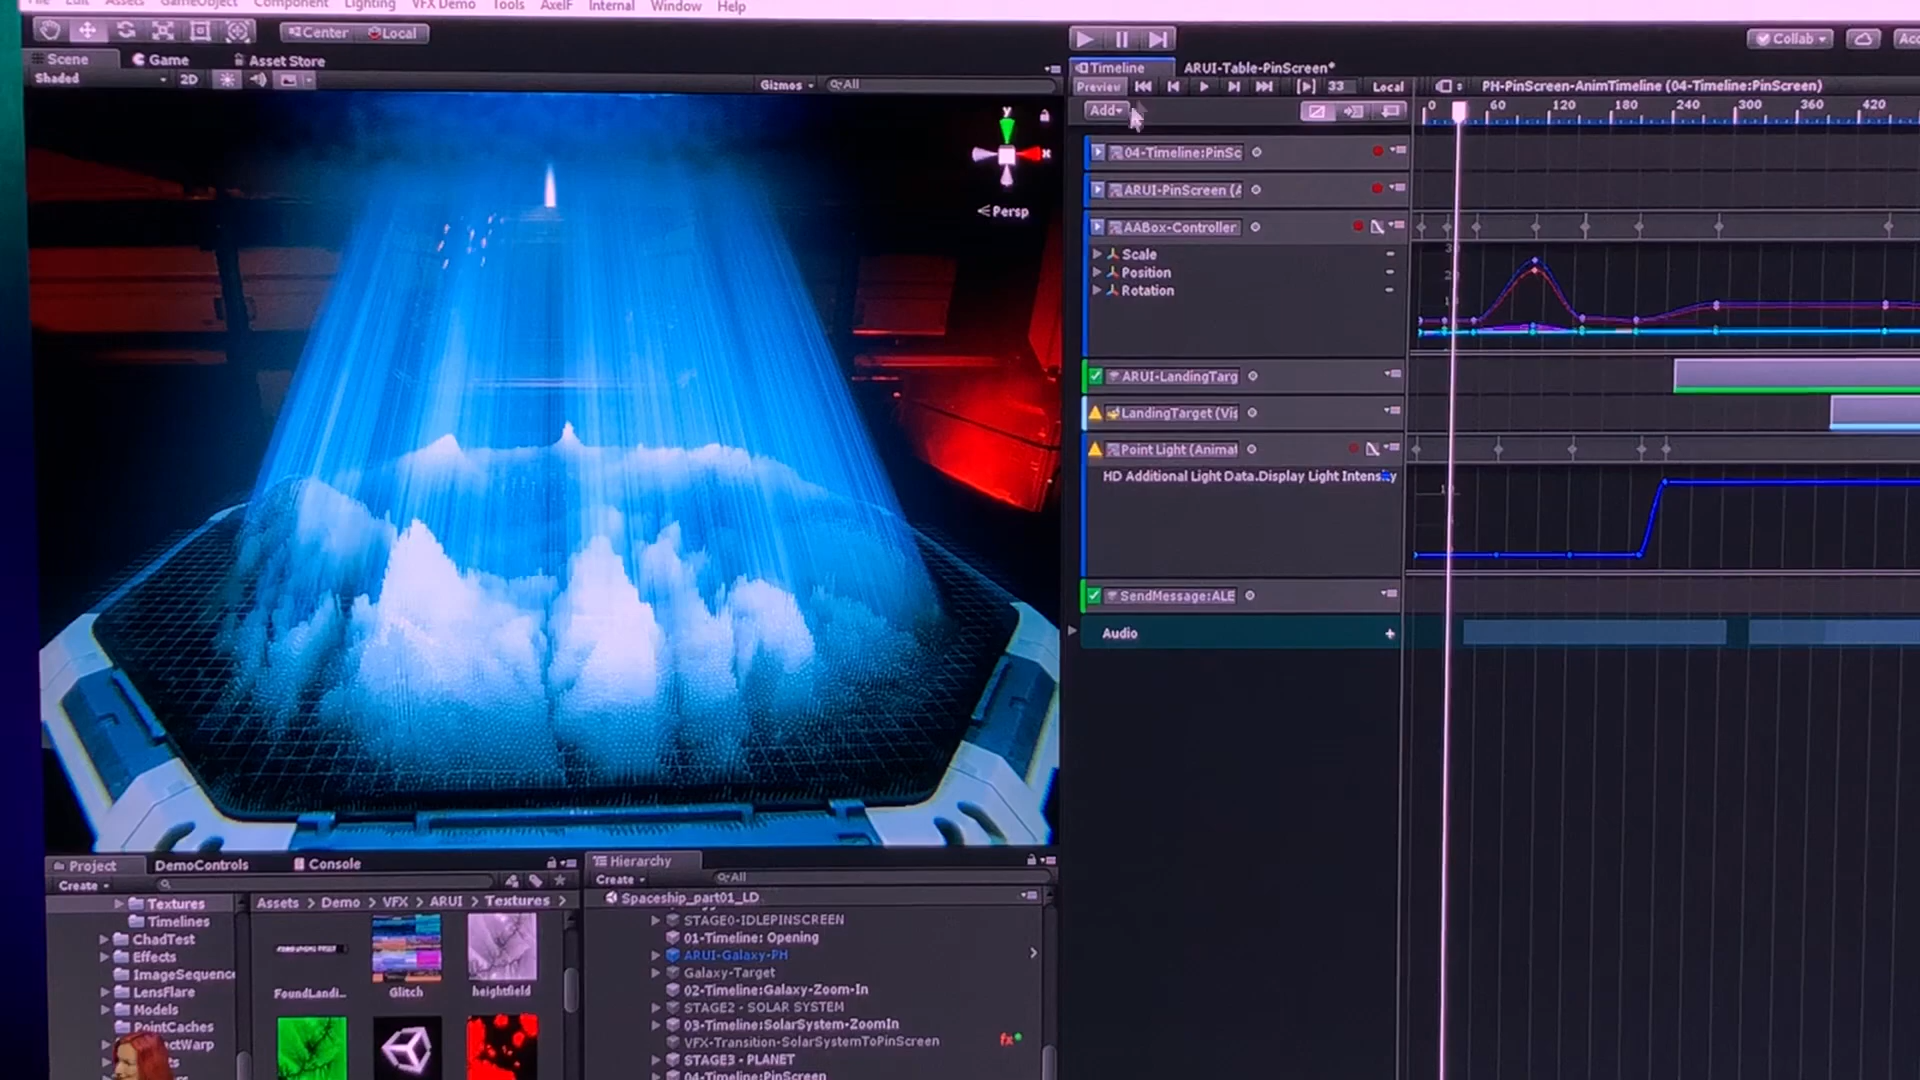 File Edit Assets GameObject Component Lighting VFX Demo Tools AxelF Internal Window Help
Center Local
Collab
Scene Game Asset Store
Shaded 2D Gizmos All
y
x
Persp
Timeline ARUI-Table-PinScreen*
Preview 33 Local PH-PinScreen-AnimTimeline (04-Timeline:PinScreen)
Add
0 60 120 180 240 300 360 420
04-Timeline:PinSc
ARUI-PinScreen (A
AABox-Controller
Scale
Position
Rotation
ARUI-LandingTarg
LandingTarget (Vis
Point Light (Animat
HD Additional Light Data.Display Light Intensity
SendMessage:ALE
Audio
Project DemoControls Console
Create
Textures
Timelines
ChadTest
Effects
ImageSequenc
LensFlare
Models
PointCaches
ectWarp
Assets > Demo > VFX > ARUI > Textures >
FoundLandi... Glitch heightfield
Hierarchy
Create All
Spaceship_part01_LD
STAGE0-IDLEPINSCREEN
01-Timeline: Opening
ARUI-Galaxy-PH
Galaxy-Target
02-Timeline:Galaxy-Zoom-In
STAGE2 - SOLAR SYSTEM
03-Timeline:SolarSystem-ZoomIn
VFX-Transition-SolarSystemToPinScreen
STAGE3 - PLANET
04-Timeline:PinScreen